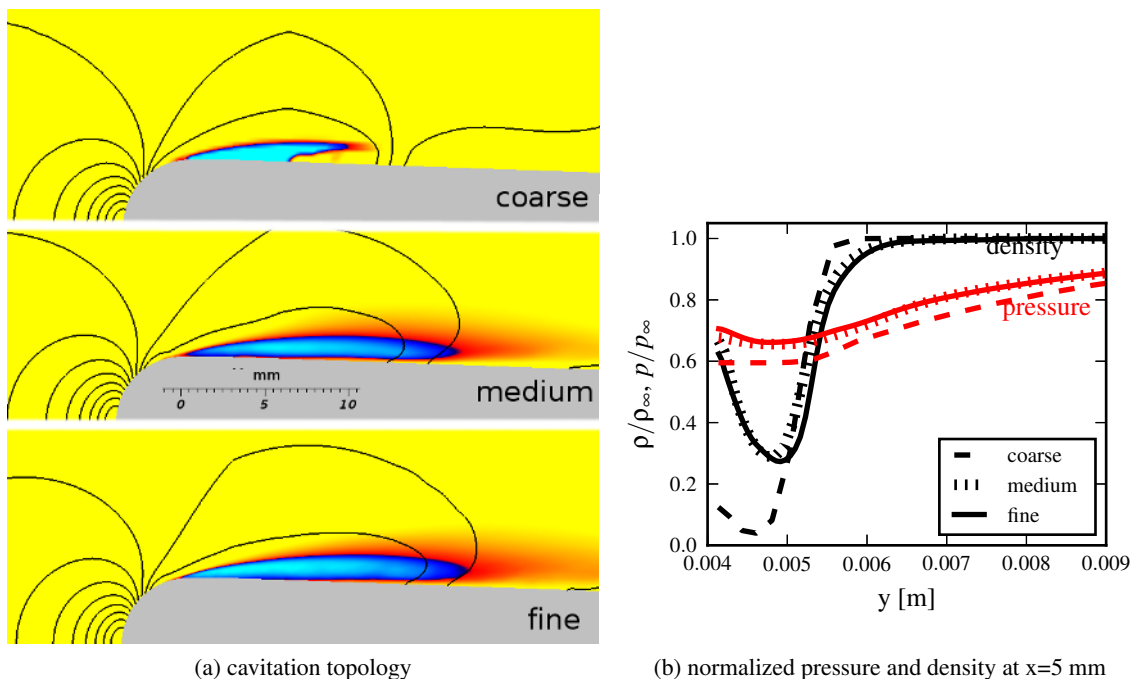 coarse
mm
0 5 10
medium
fine
(a) cavitation topology
1.0
0.8
0.6
0.4
0.2
0.0
ρ/ρ∞, p/p∞
density
pressure
coarse
medium
fine
0.004 0.005 0.006 0.007 0.008 0.009
y [m]
(b) normalized pressure and density at x=5 mm